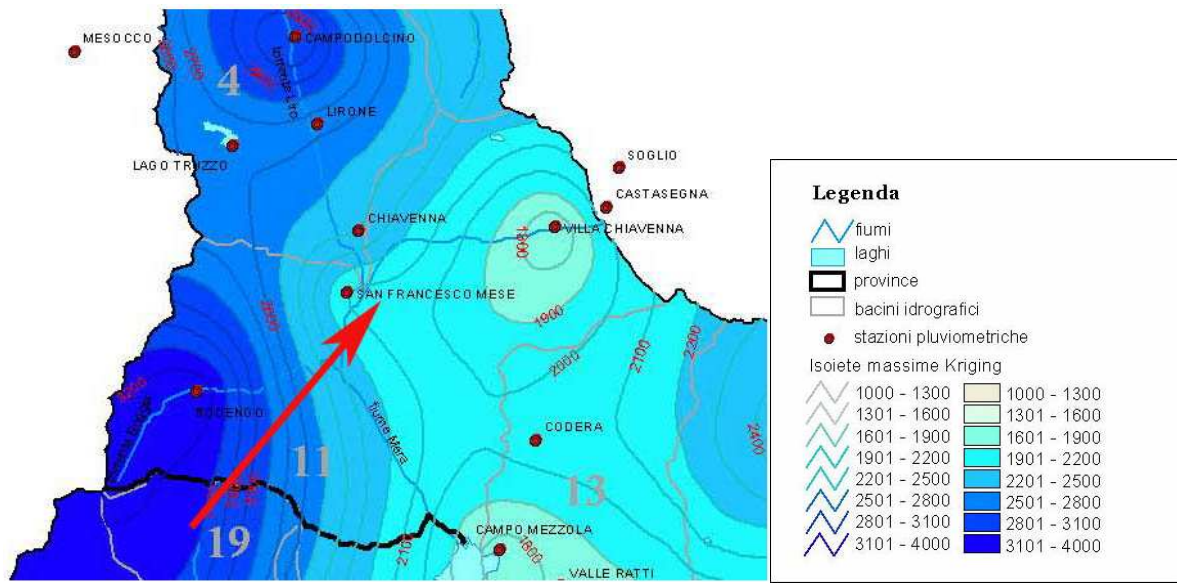 MESOCCO
CAMPODOLCINO
torrente Liro
4
LIRONE
LAGO TRUZZO
SOGLIO
CASTASEGNA
CHIAVENNA
VILLA CHIAVENNA
SAN FRANCESCO MESE
1900
2000
2100
2200
2400
fiume Mera
CODERA
11
13
19
2100
CAMPO MEZZOLA
1800
VALLE RATTI
Legenda
fiumi
laghi
province
bacini idrografici
stazioni pluviometriche
Isoiete massime Kriging
1000 - 1300 1000 - 1300
1301 - 1600 1301 - 1600
1601 - 1900 1601 - 1900
1901 - 2200 1901 - 2200
2201 - 2500 2201 - 2500
2501 - 2800 2501 - 2800
2801 - 3100 2801 - 3100
3101 - 4000 3101 - 4000